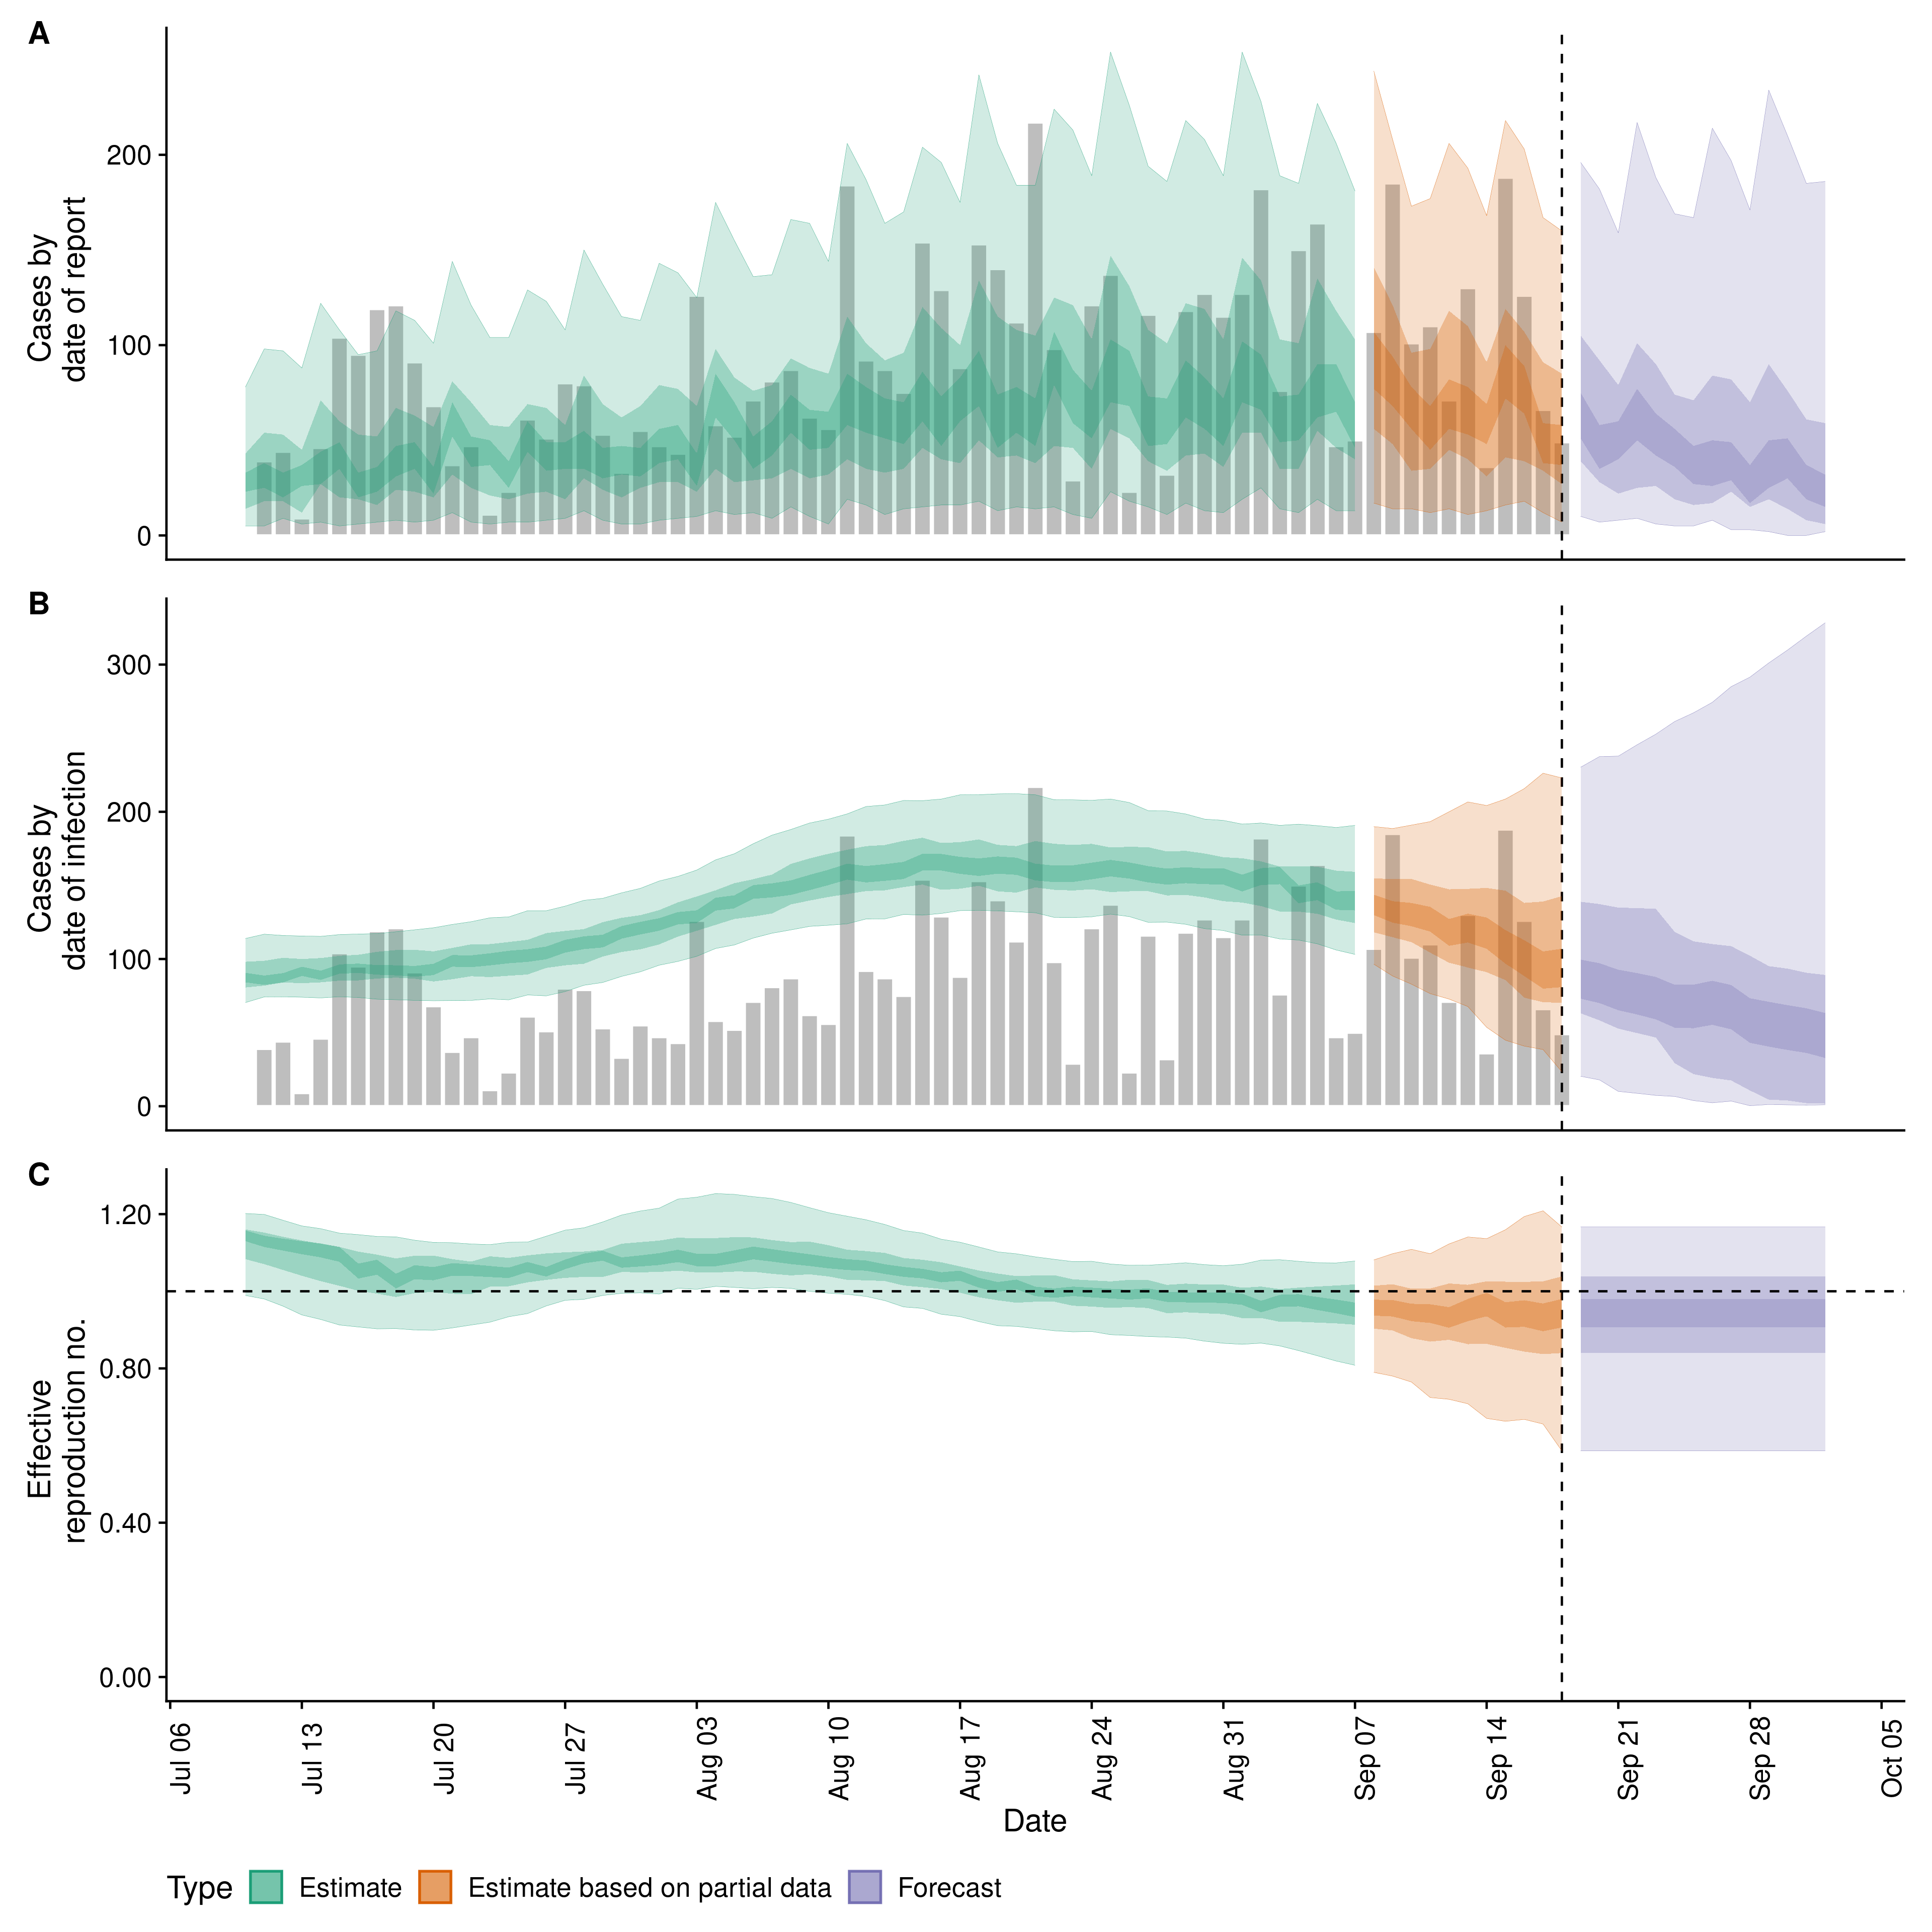 A
Cases by
date of report
200
100
0
B
Cases by
date of infection
300
200
100
0
C
Effective
reproduction no.
1.20
0.80
0.40
0.00
Jul 06
Jul 13
Jul 20
Jul 27
Aug 03
Aug 10
Aug 17
Aug 24
Aug 31
Sep 07
Sep 14
Sep 21
Sep 28
Oct 05
Date
Type Estimate Estimate based on partial data Forecast